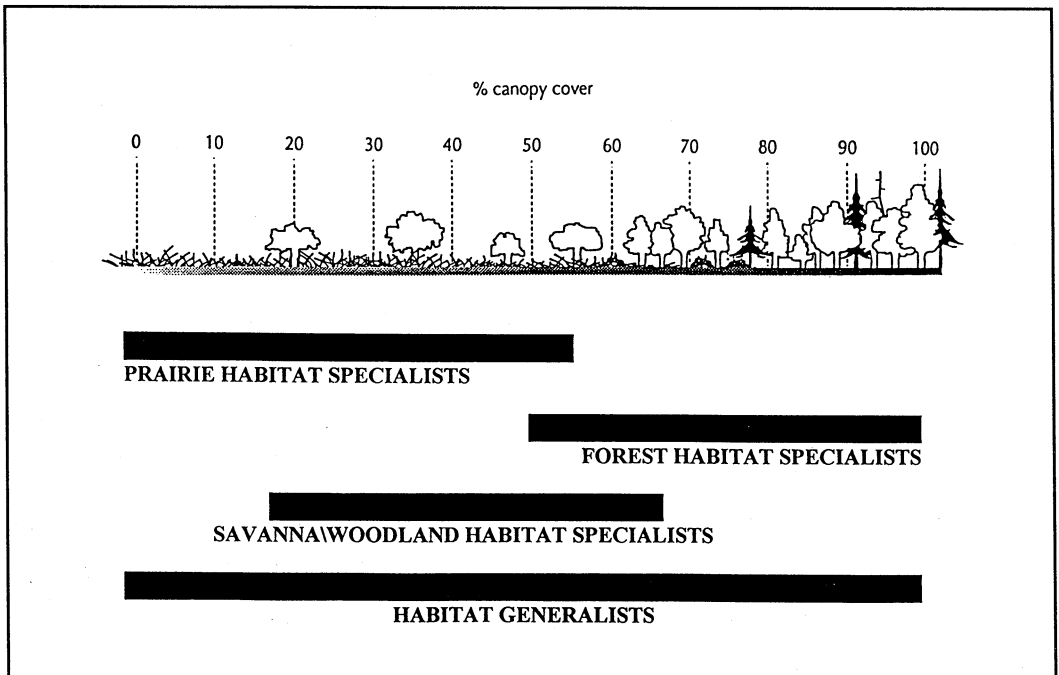 % canopy cover
0 10 20 30 40 50 60 70 80 90 100
PRAIRIE HABITAT SPECIALISTS
FOREST HABITAT SPECIALISTS
SAVANNA\WOODLAND HABITAT SPECIALISTS
HABITAT GENERALISTS